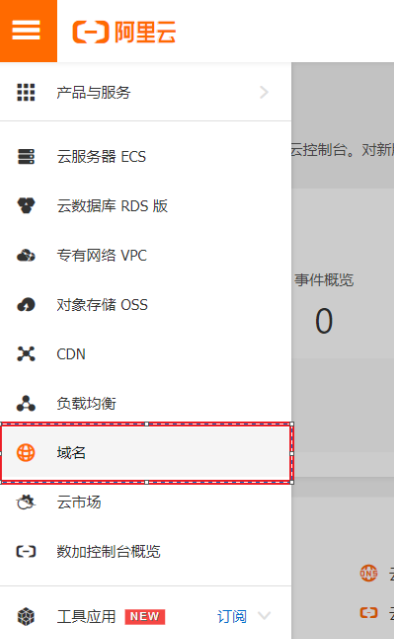 阿里云
产品与服务
云控制台。对新
云服务器 ECS
云数据库 RDS 版
专有网络 VPC
事件概览
对象存储 OSS
0
CDN
负载均衡
域名
云市场
数加控制台概览
DNS
工具应用 NEW 订阅